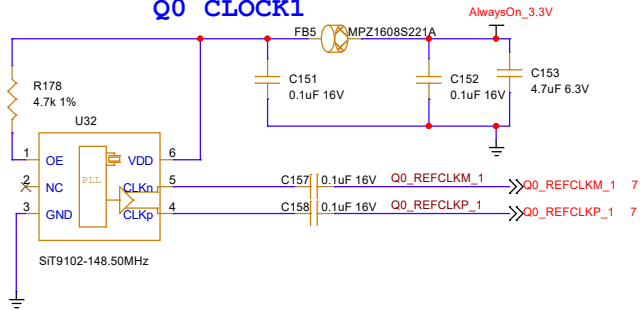 Q0 CLOCK1
AlwaysOn_3.3V
FB5 MPZ1608S221A
R178
4.7k 1%
C151
0.1uF 16V
C152
0.1uF 16V
C153
4.7uF 6.3V
U32
1 OE VDD 6
2 NC PLL CLKn 5
3 GND CLKp 4
C157 0.1uF 16V Q0_REFCLKM_1 Q0_REFCLKM_1 7
C158 0.1uF 16V Q0_REFCLKP_1 Q0_REFCLKP_1 7
SiT9102-148.50MHz